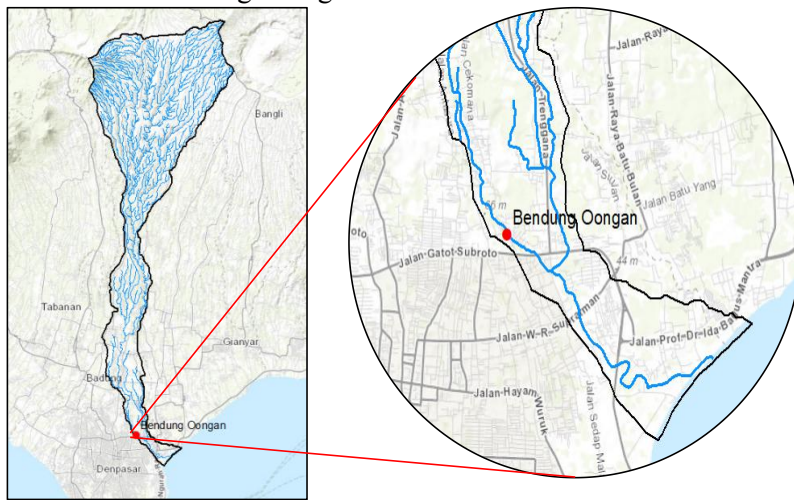 Bangli
Tabanan
Gianyar
Badung
Bendung Oongan
Denpasar
Jalan Cekomana
Jalan-Trengguna
Jalan-Raya
Jalan-Raya-Batu-Bulan
Jalan Batu Yang
Bendung Oongan
Jalan-Gatot-Subroto
44 m
Jalan-W-R-Supratman
Jalan-Prof-Dr-Ida-Bagus-Mantra
Jalan-Hayam
Wuruk
Jalan Sedap Mal